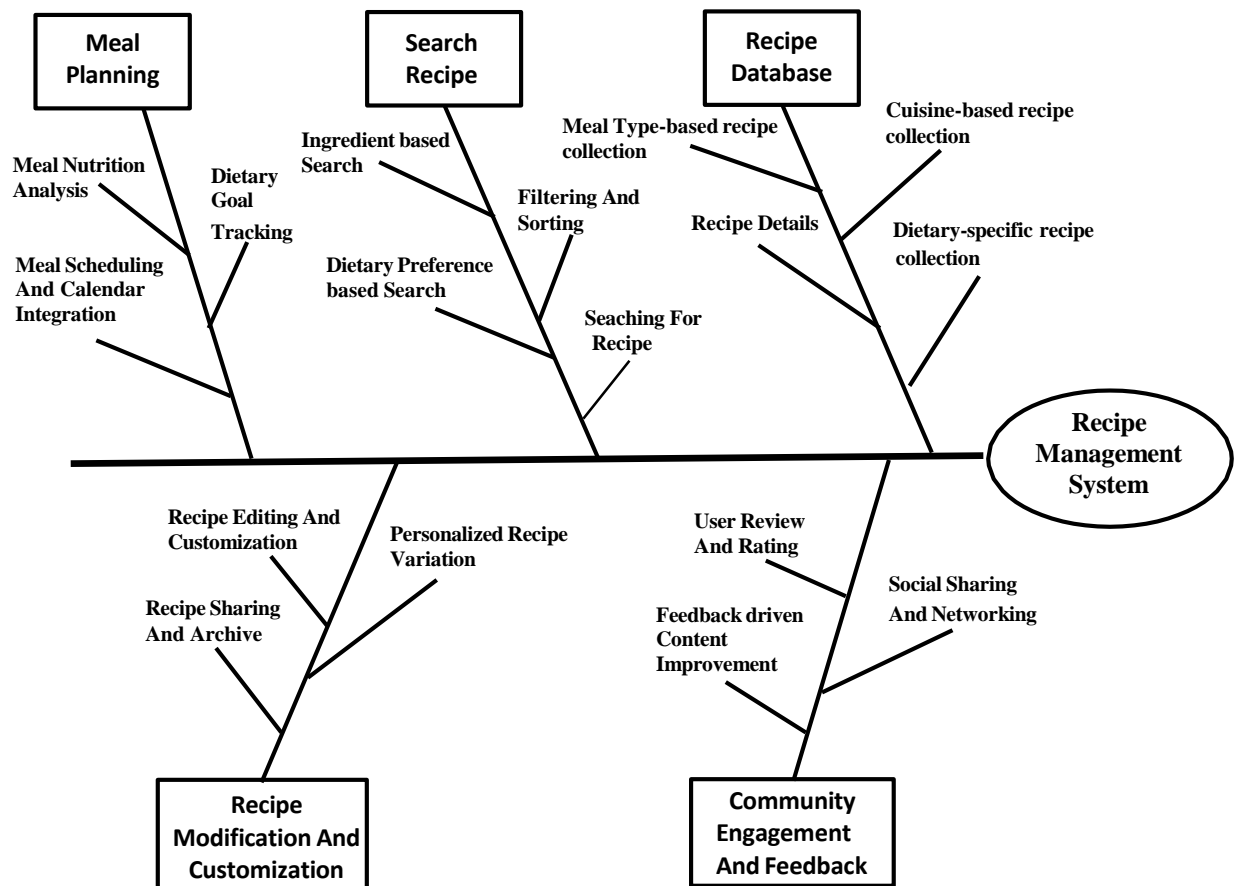 Meal
Planning
Search
Recipe
Recipe
Database
Meal Nutrition
Analysis
Dietary
Goal
Tracking
Meal Scheduling
And Calendar
Integration
Ingredient based
Search
Filtering And
Sorting
Dietary Preference
based Search
Seaching For
Recipe
Meal Type-based recipe
collection
Cuisine-based recipe
collection
Recipe Details
Dietary-specific recipe
collection
Recipe
Management
System
Recipe Editing And
Customization
Personalized Recipe
Variation
Recipe Sharing
And Archive
User Review
And Rating
Social Sharing
And Networking
Feedback driven
Content
Improvement
Recipe
Modification And
Customization
Community
Engagement
And Feedback